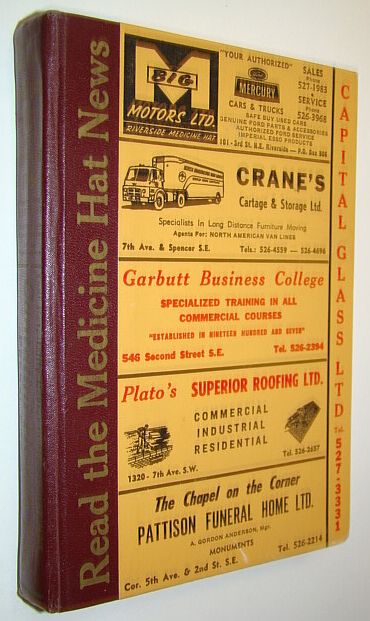 Read the Medicine Hat News
M
BIG
MOTORS LTD.
RIVERSIDE MEDICINE HAT
"YOUR AUTHORIZED"
MERCURY
CARS & TRUCKS
SAFE BUY USED CARS
GENUINE FORD PARTS & ACCESSORIES
AUTHORIZED FORD SERVICE
IMPERIAL ESSO PRODUCTS
101 - 3rd St. N.E. Riverside — P.O. Box 986
SALES
Phone
527-1983
SERVICE
Phone
526-3968
CRANE'S
Cartage & Storage Ltd.
Specialists In Long Distance Furniture Moving
Agents For: NORTH AMERICAN VAN LINES
7th Ave. & Spencer S.E. Tels.: 526-4559 — 526-4696
Garbutt Business College
SPECIALIZED TRAINING IN ALL
COMMERCIAL COURSES
"ESTABLISHED IN NINETEEN HUNDRED AND SEVEN"
546 Second Street S.E. Tel. 526-2394
Plato's SUPERIOR ROOFING LTD.
COMMERCIAL
INDUSTRIAL
RESIDENTIAL
1320 - 7th Ave. S.W. Tel. 526-2657
The Chapel on the Corner
PATTISON FUNERAL HOME LTD.
A. GORDON ANDERSON, Mgr.
MONUMENTS
Cor. 5th Ave. & 2nd St. S.E. Tel. 526-2214
CAPITAL GLASS LTD
Tel.
527-3331